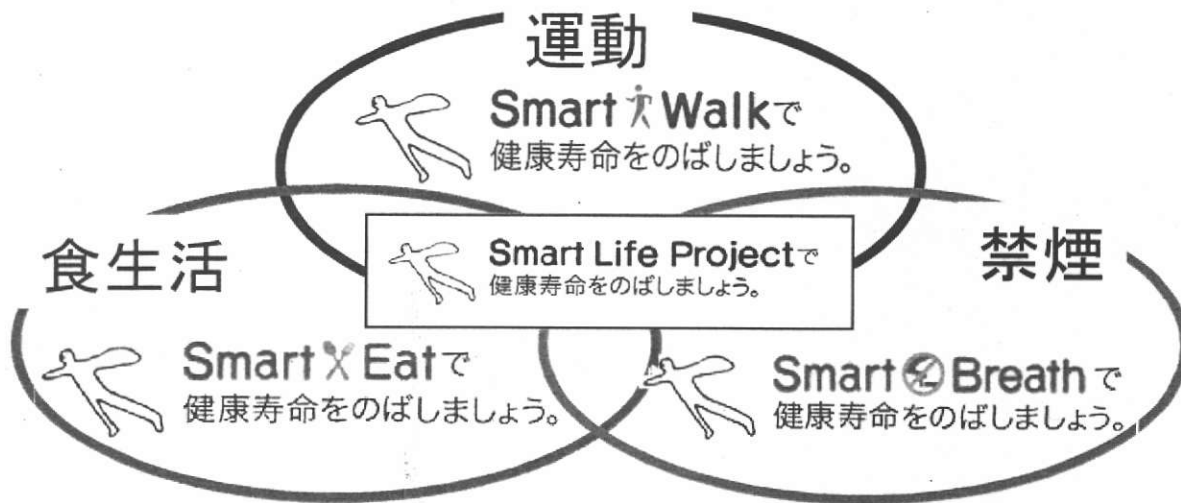 運動
Smart Walkで
健康寿命をのばしましょう。
食生活
Smart Life Projectで
健康寿命をのばしましょう。
禁煙
Smart Eatで
健康寿命をのばしましょう。
Smart Breathで
健康寿命をのばしましょう。